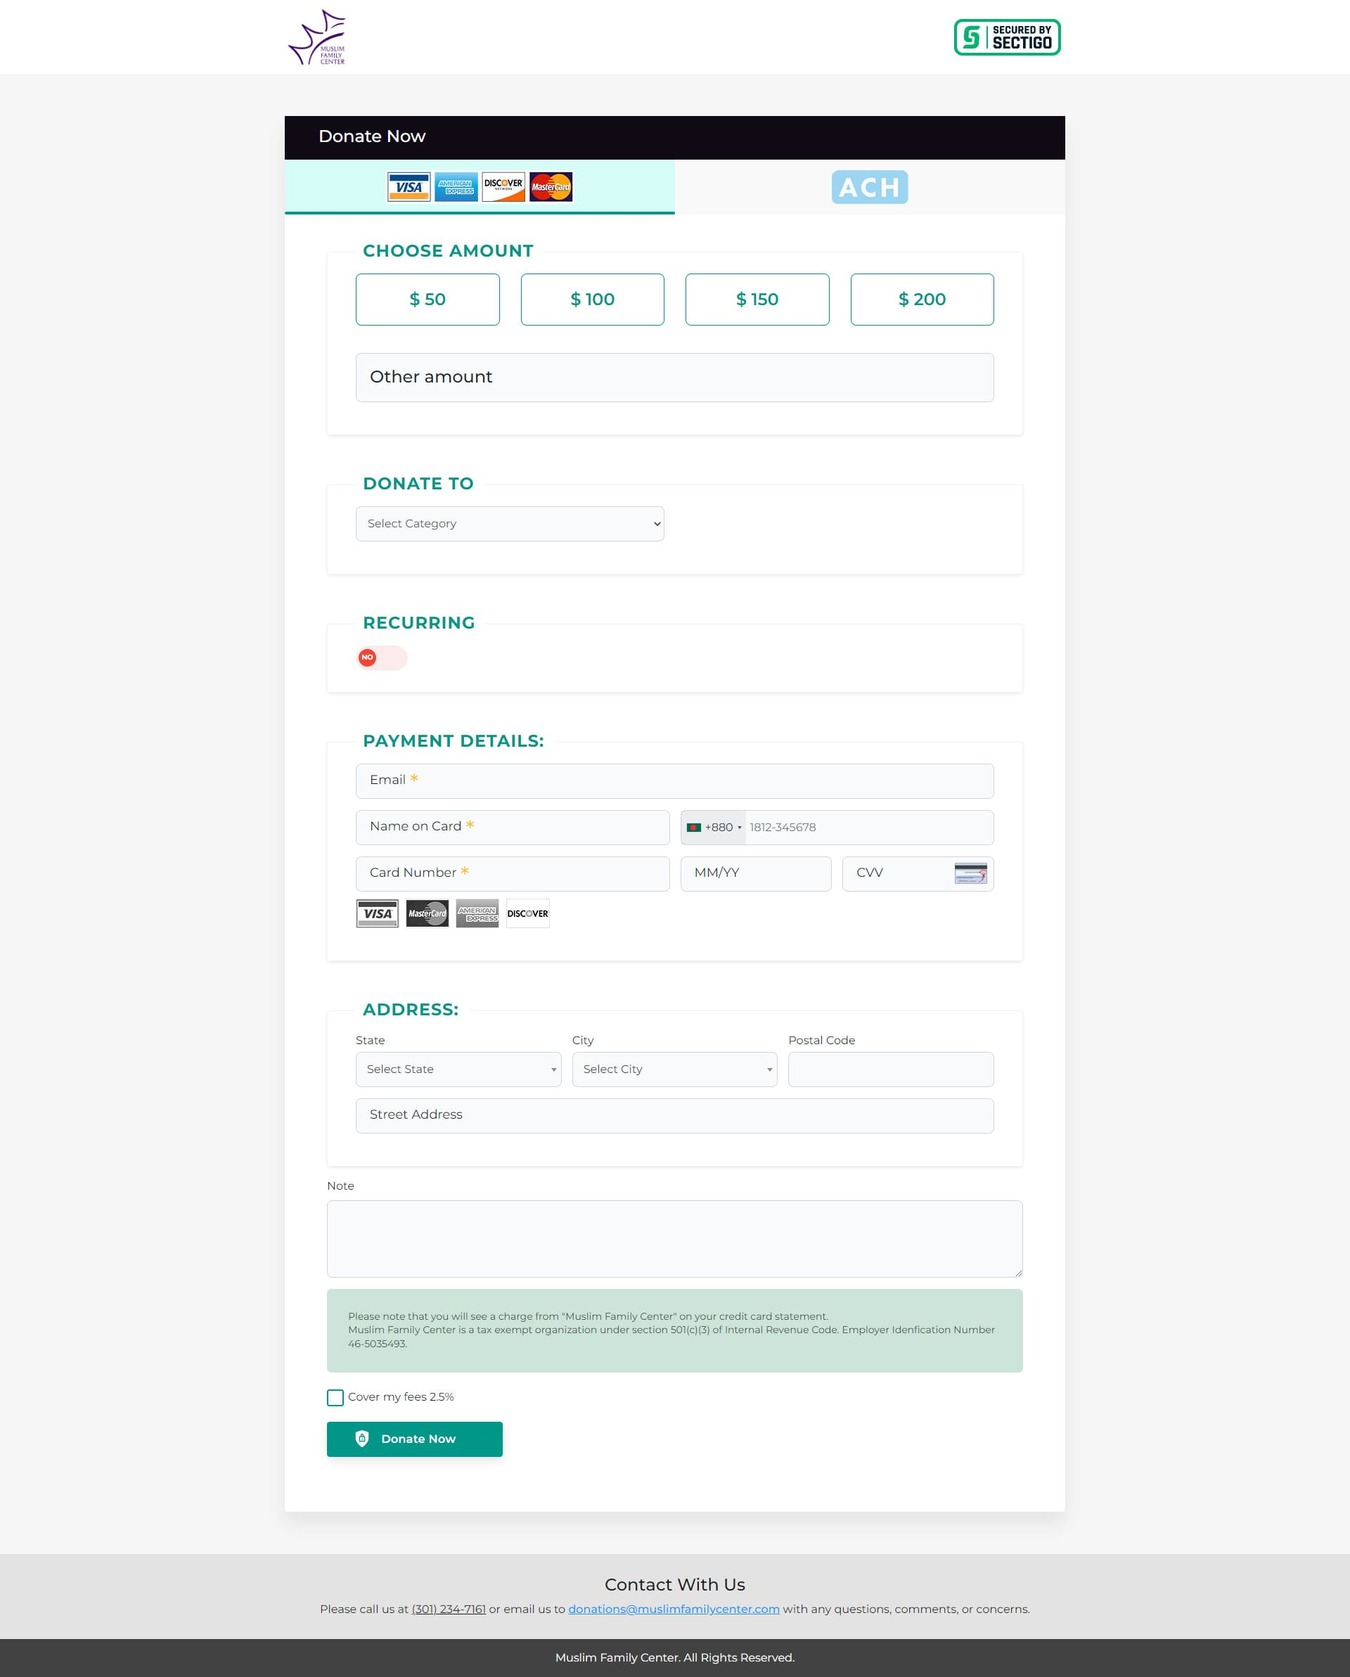 MUSLIM
FAMILY
CENTER
SECURED BY
SECTIGO
Donate Now
VISA
AMERICAN
EXPRESS
DISCOVER
NETWORK
MasterCard
ACH
CHOOSE AMOUNT
$ 50
$ 100
$ 150
$ 200
Other amount
DONATE TO
Select Category
RECURRING
NO
PAYMENT DETAILS:
Email *
Name on Card *
+880 1812-345678
Card Number *
MM/YY
CVV
VISA
MasterCard
AMERICAN
EXPRESS
DISCOVER
ADDRESS:
State
City
Postal Code
Select State
Select City
Street Address
Note
Please note that you will see a charge from "Muslim Family Center" on your credit card statement.
Muslim Family Center is a tax exempt organization under section 501(c)(3) of Internal Revenue Code. Employer Idenfication Number
46-5035493.
Cover my fees 2.5%
Donate Now
Contact With Us
Please call us at (301) 234-7161 or email us to donations@muslimfamilycenter.com with any questions, comments, or concerns.
Muslim Family Center. All Rights Reserved.